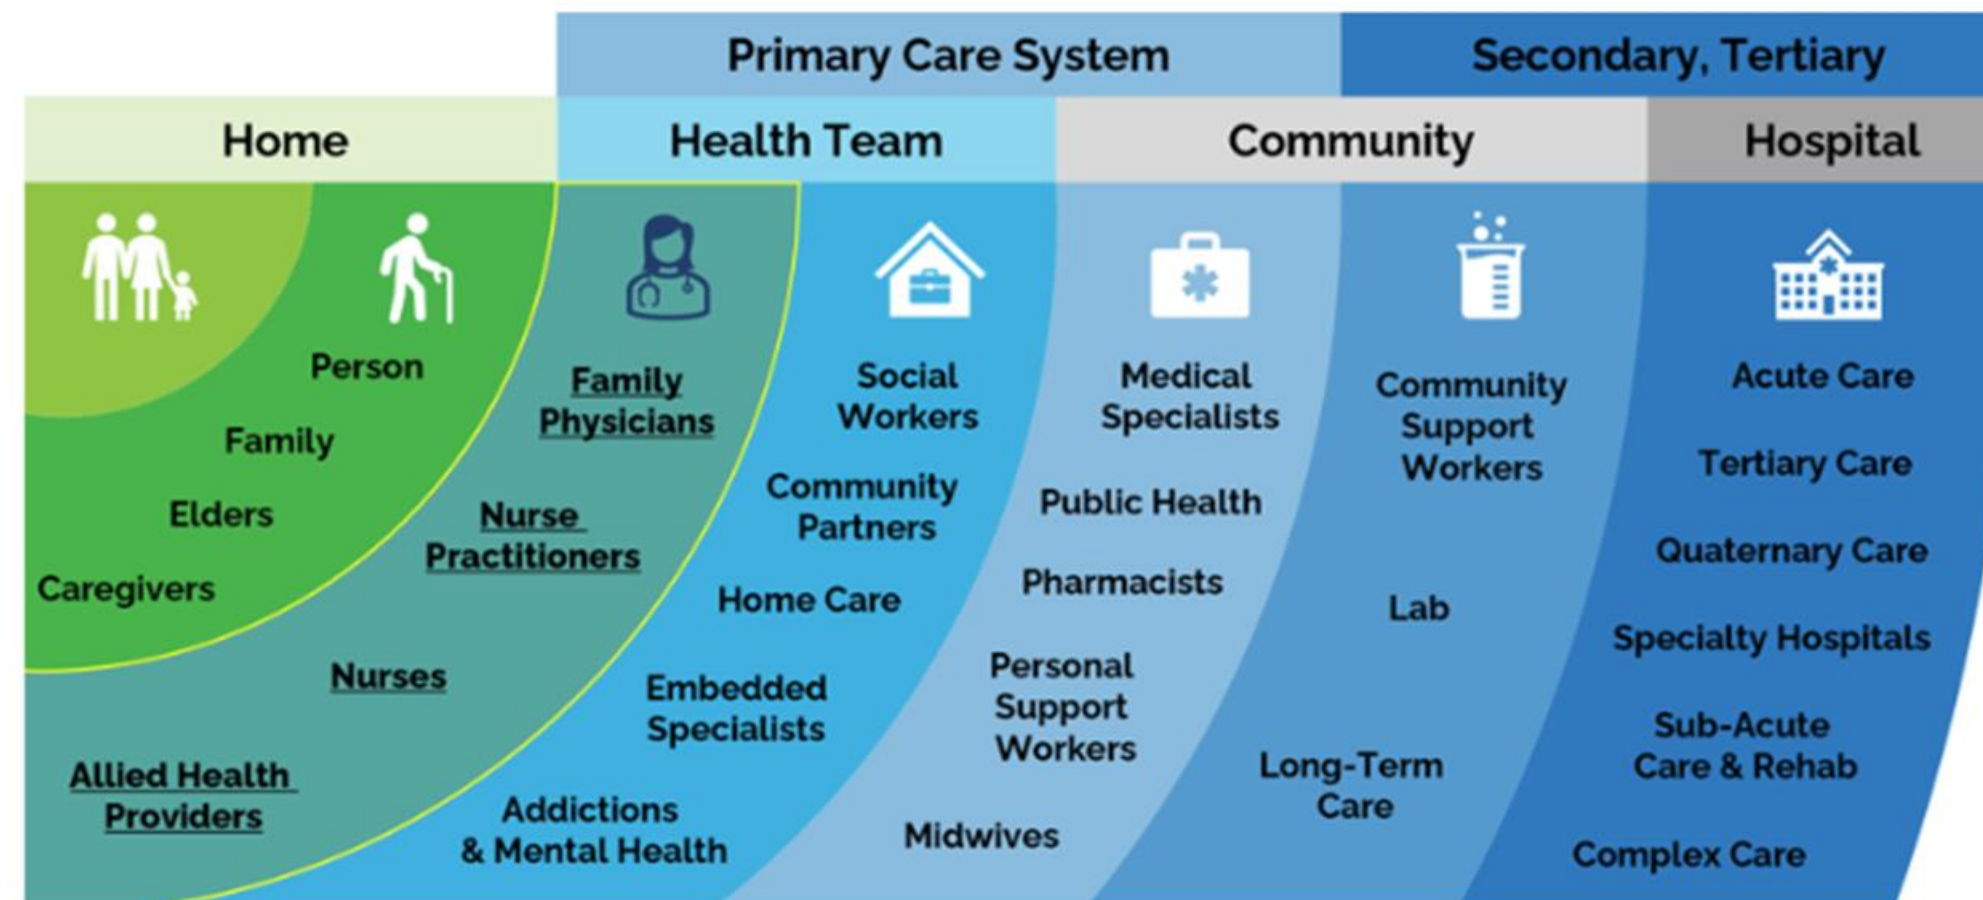 Primary Care System
Secondary, Tertiary
Home
Health Team
Community
Hospital
Person
Family
Elders
Caregivers
Family
Physicians
Nurse
Practitioners
Nurses
Allied Health
Providers
Social
Workers
Community
Partners
Home Care
Embedded
Specialists
Addictions
& Mental Health
Medical
Specialists
Public Health
Pharmacists
Personal
Support
Workers
Midwives
Community
Support
Workers
Lab
Long-Term
Care
Acute Care
Tertiary Care
Quaternary Care
Specialty Hospitals
Sub-Acute
Care & Rehab
Complex Care